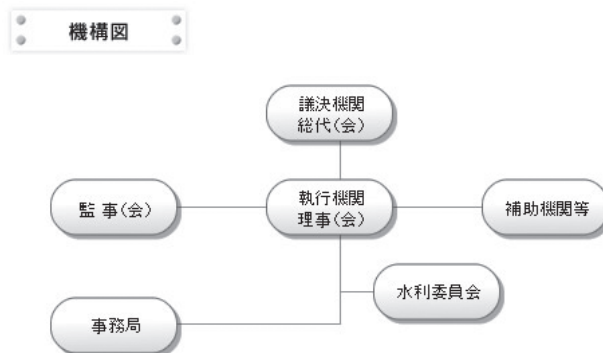 機構図
議決機関
総代(会)
監 事(会)
執行機関
理事(会)
補助機関等
水利委員会
事務局